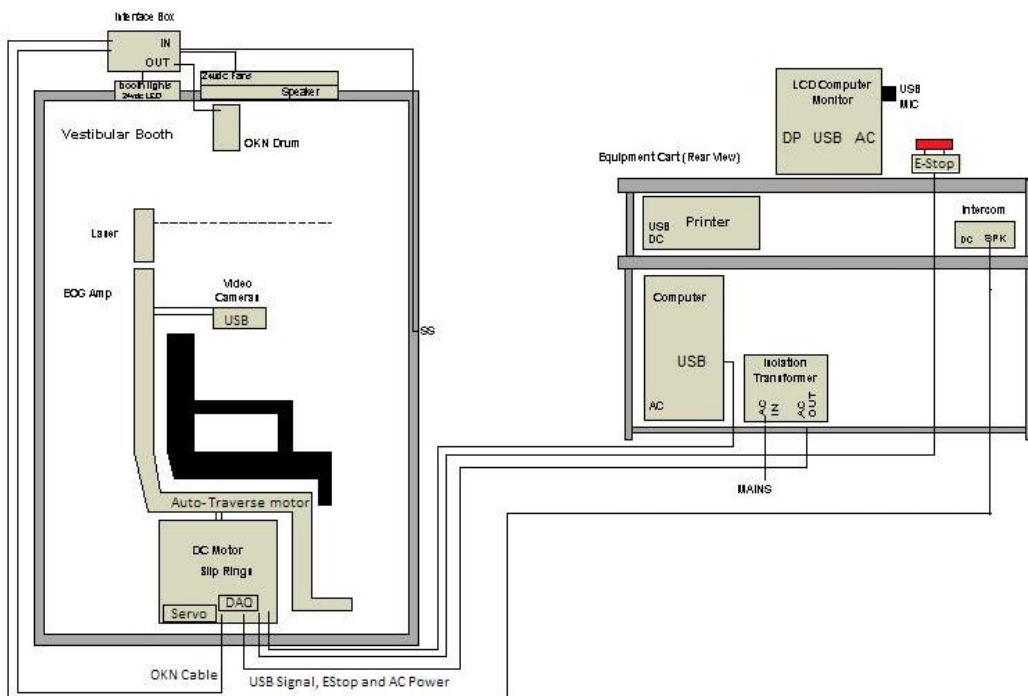 Interface Box
IN
OUT
booth lights
24vdc LED
24vdc Fans
Speaker
Vestibular Booth
OKN Drum
Laser
EOG Amp
Video
Cameras
USB
SS
Auto-Traverse motor
DC Motor
Slip Rings
DAQ
Servo
OKN Cable
USB Signal, EStop and AC Power
LCD Computer
Monitor
DP USB AC
USB
MIC
E-Stop
Equipment Cart (Rear View)
USB
DC
Printer
Intercom
DC SPK
Computer
USB
AC
Isolation
Transformer
AC
IN
AC
OUT
MAINS